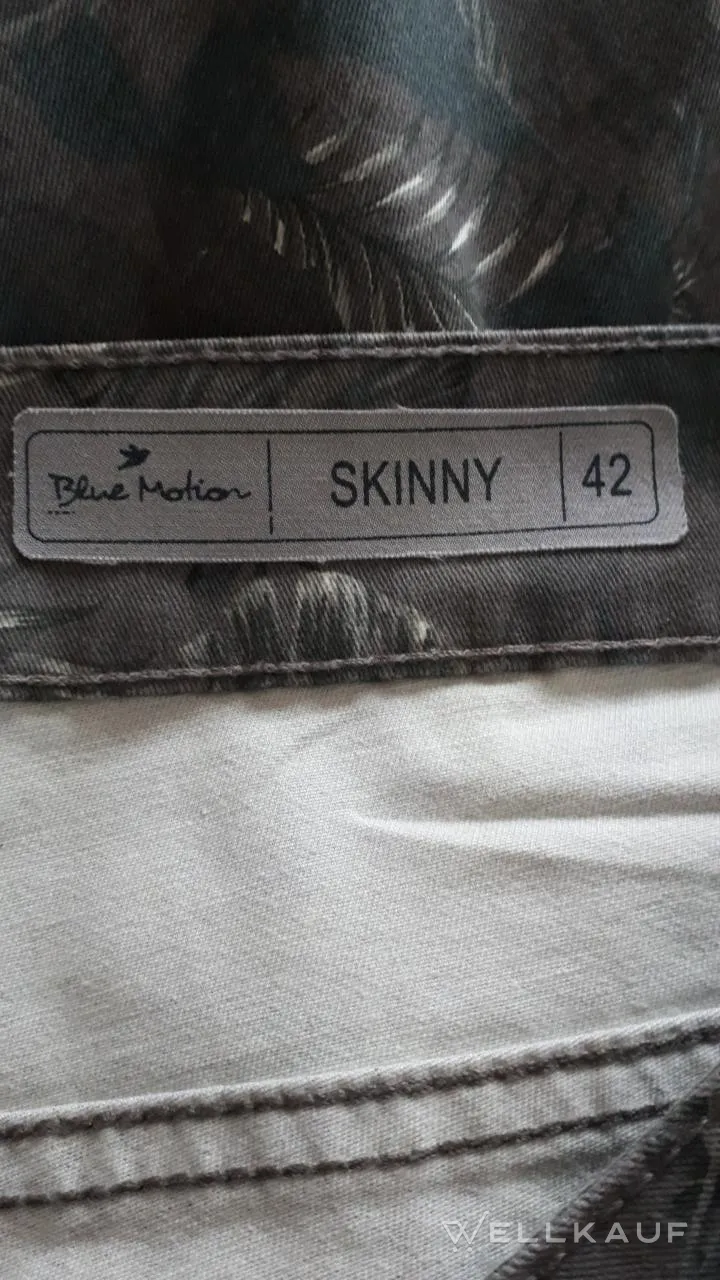 Blue Motion SKINNY 42
WELLKAUF